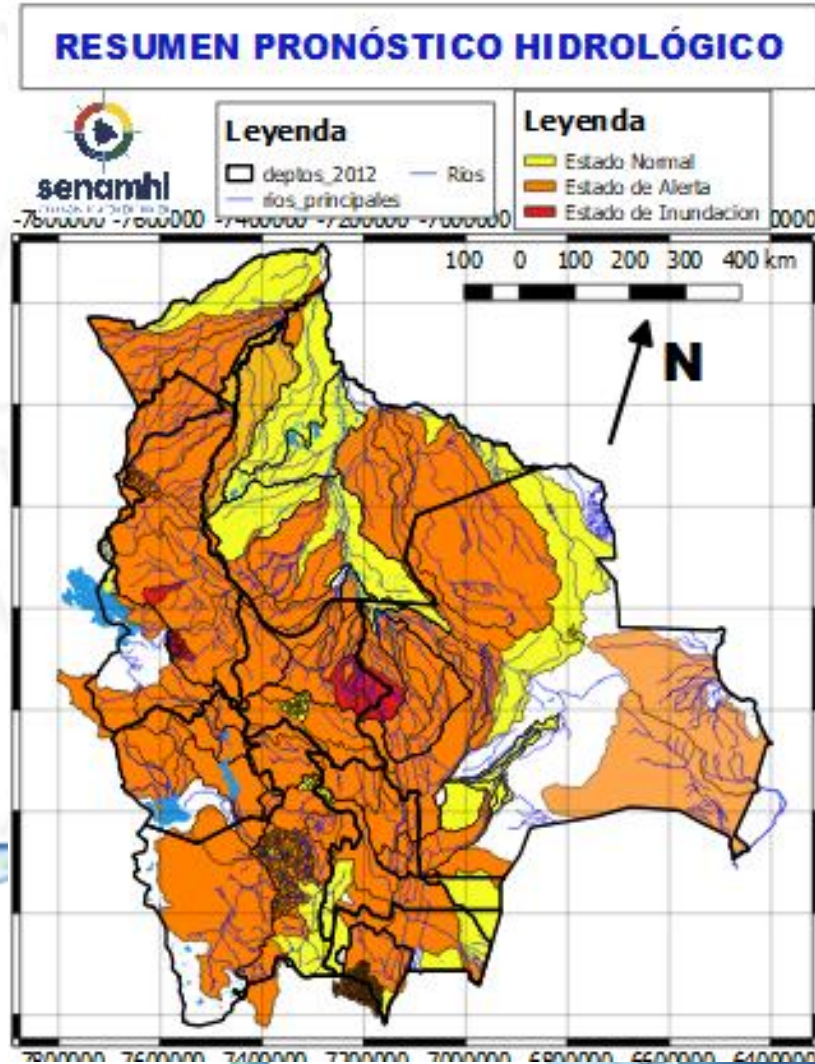 RESUMEN PRONÓSTICO HIDROLÓGICO
senamhi
Leyenda
deptos_2012 Rios
rios_principales
Leyenda
Estado Normal
Estado de Alerta
Estado de Inundacion
-7800000 -7600000 -7400000 -7200000 -7000000
100 0 100 200 300 400 km
N
-7800000 -7600000 -7400000 -7200000 -7000000 -6800000 -6600000 -6400000